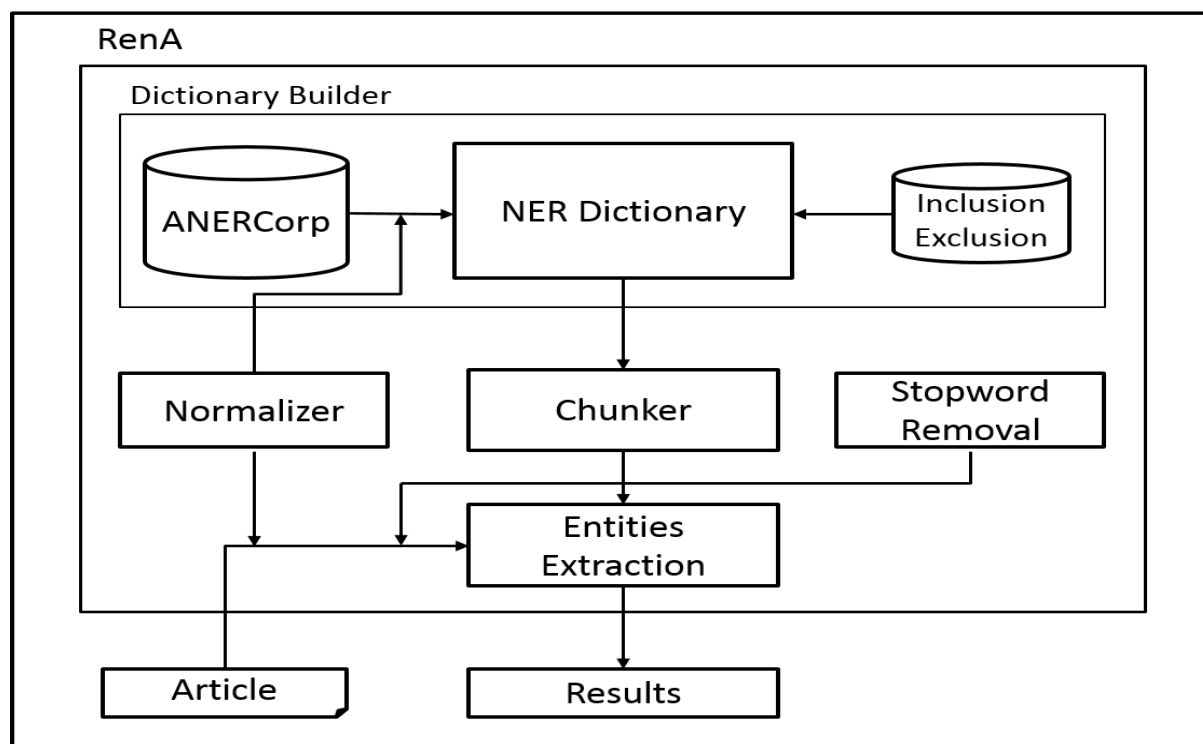 RenA
Dictionary Builder
ANERCorp
NER Dictionary
Inclusion
Exclusion
Normalizer
Chunker
Stopword
Removal
Entities
Extraction
Article
Results